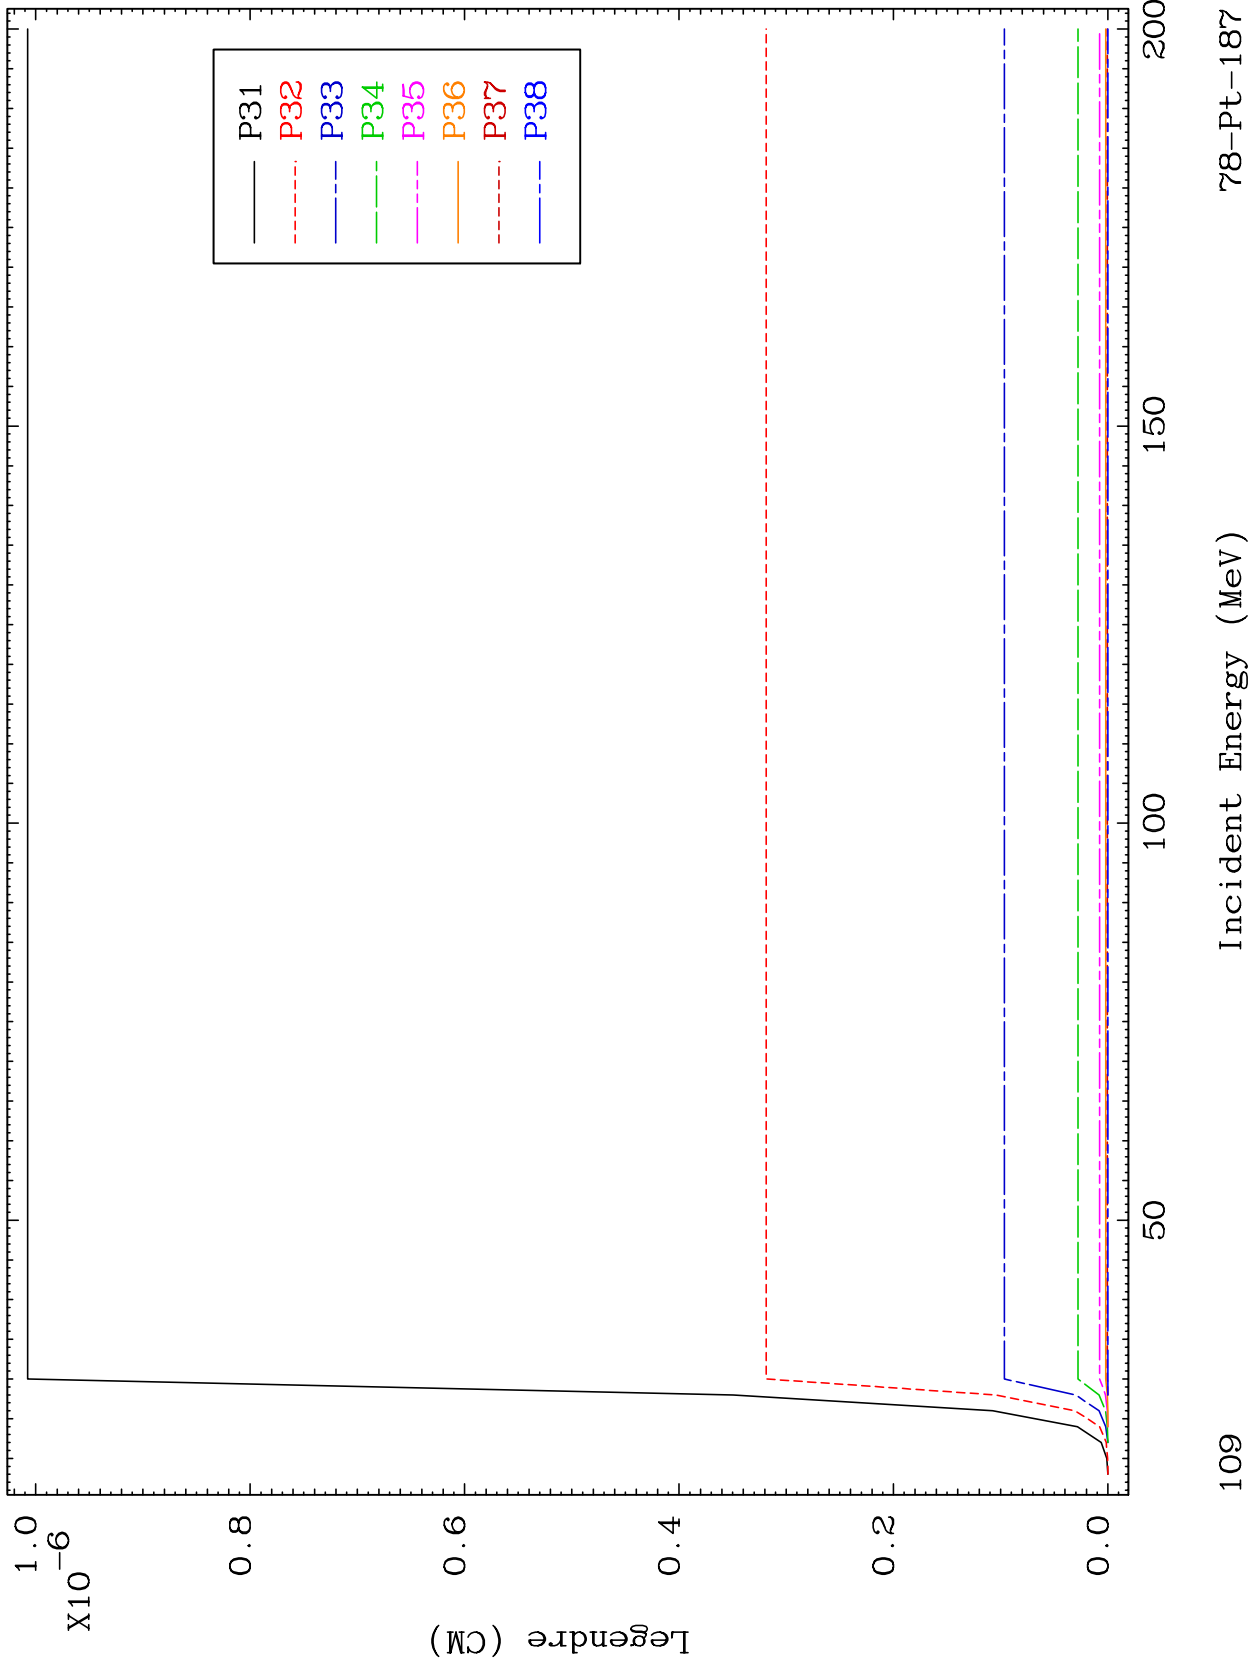 P31
P32
P33
P34
P35
P36
P37
P38
1.0
X10-6
0.8
0.6
0.4
0.2
0.0
Legendre (CM)
50
100
150
200
109
Incident Energy (MeV)
78-Pt-187